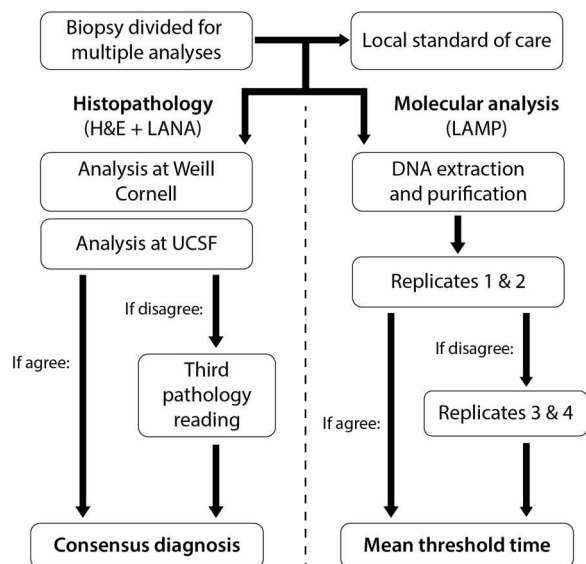 Biopsy divided for
multiple analyses
Local standard of care
Histopathology
(H&E + LANA)
Analysis at Weill
Cornell
Analysis at UCSF
If disagree:
If agree:
Third
pathology
reading
Consensus diagnosis
Molecular analysis
(LAMP)
DNA extraction
and purification
Replicates 1 & 2
If disagree:
If agree:
Replicates 3 & 4
Mean threshold time